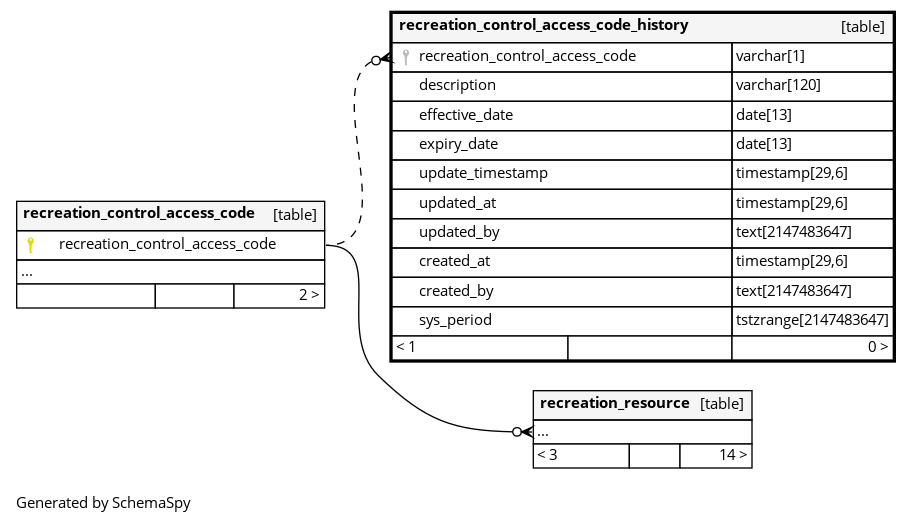 recreation_control_access_code_history [table]
recreation_control_access_code varchar[1]
description varchar[120]
effective_date date[13]
expiry_date date[13]
update_timestamp timestamp[29,6]
updated_at timestamp[29,6]
updated_by text[2147483647]
created_at timestamp[29,6]
created_by text[2147483647]
sys_period tstzrange[2147483647]
< 1 0 >
recreation_control_access_code [table]
recreation_control_access_code
...
2 >
recreation_resource [table]
...
< 3 14 >
Generated by SchemaSpy